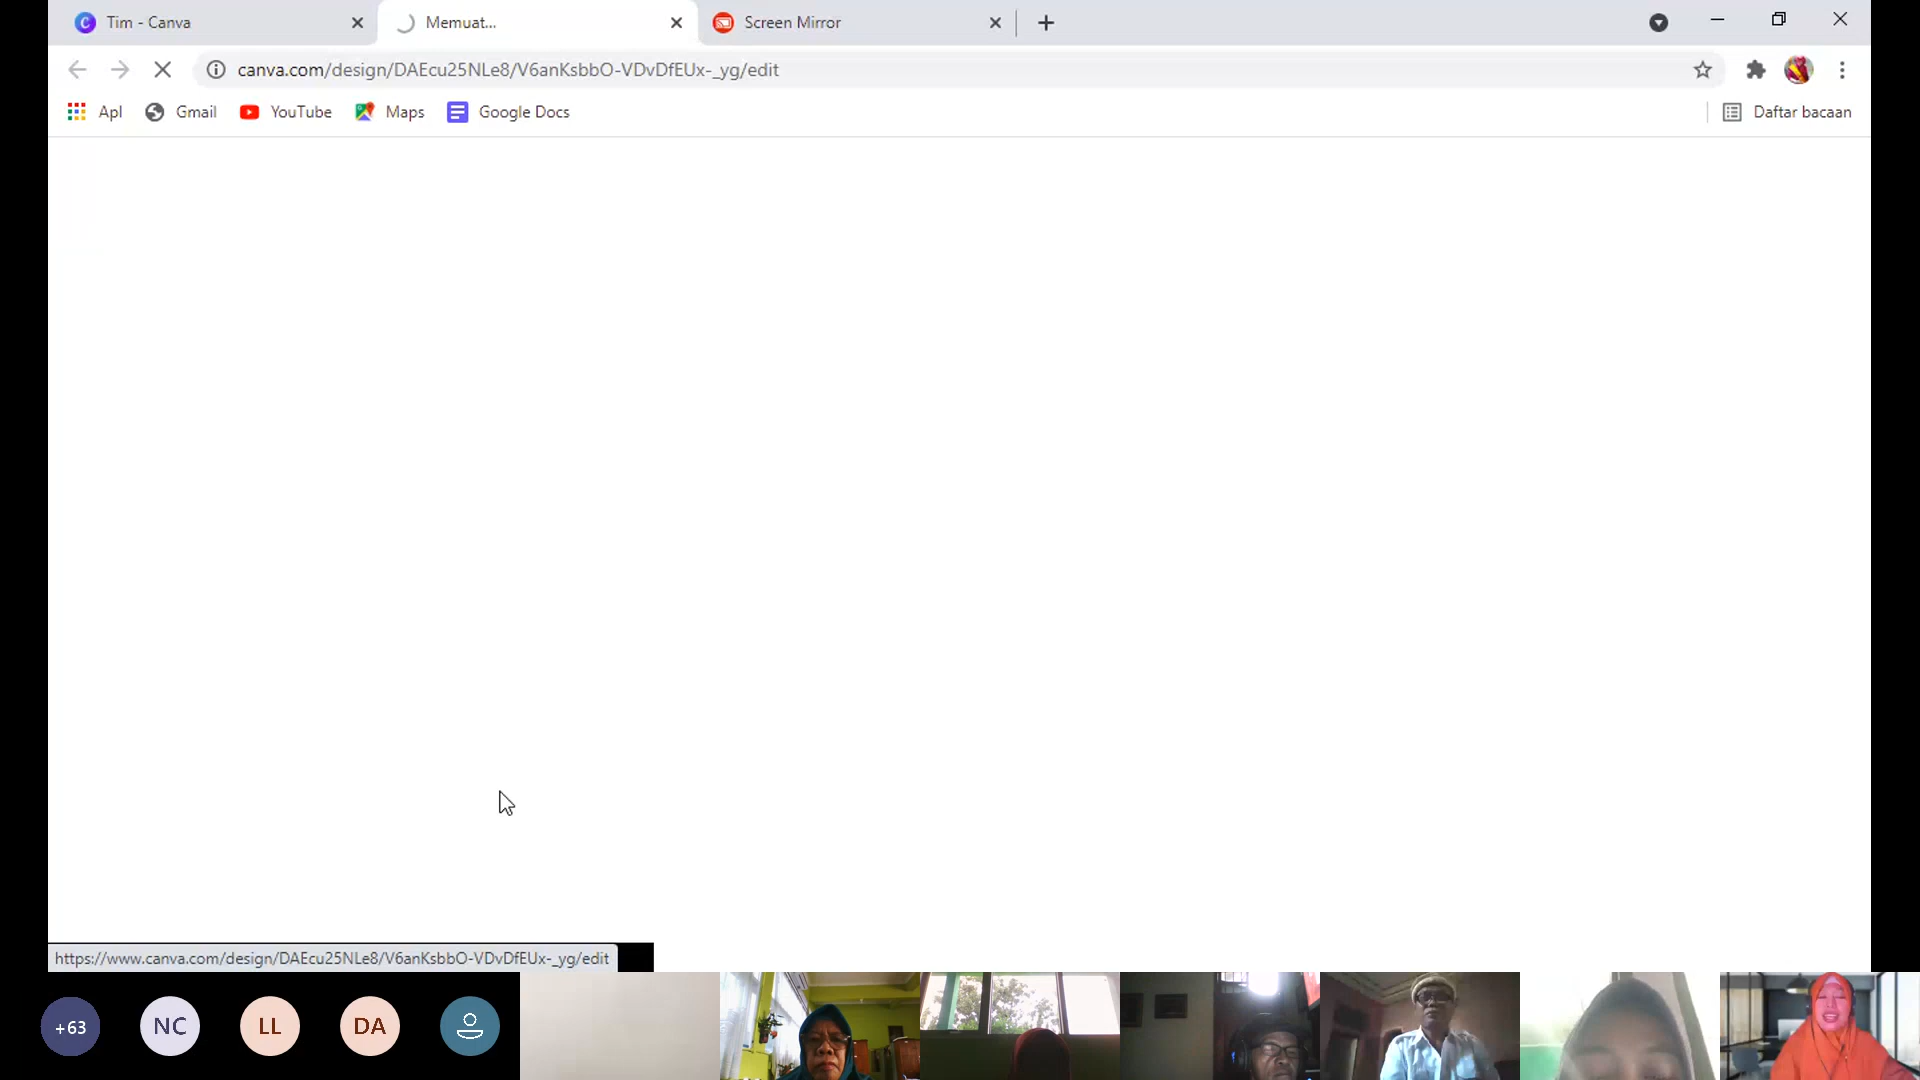 Tim - Canva
Memuat...
Screen Mirror
canva.com/design/DAEcu25NLe8/V6anKsbbO-VDvDfEUx-_yg/edit
Apl
Gmail
YouTube
Maps
Google Docs
Daftar bacaan
https://www.canva.com/design/DAEcu25NLe8/V6anKsbbO-VDvDfEUx-_yg/edit
+63
NC
LL
DA